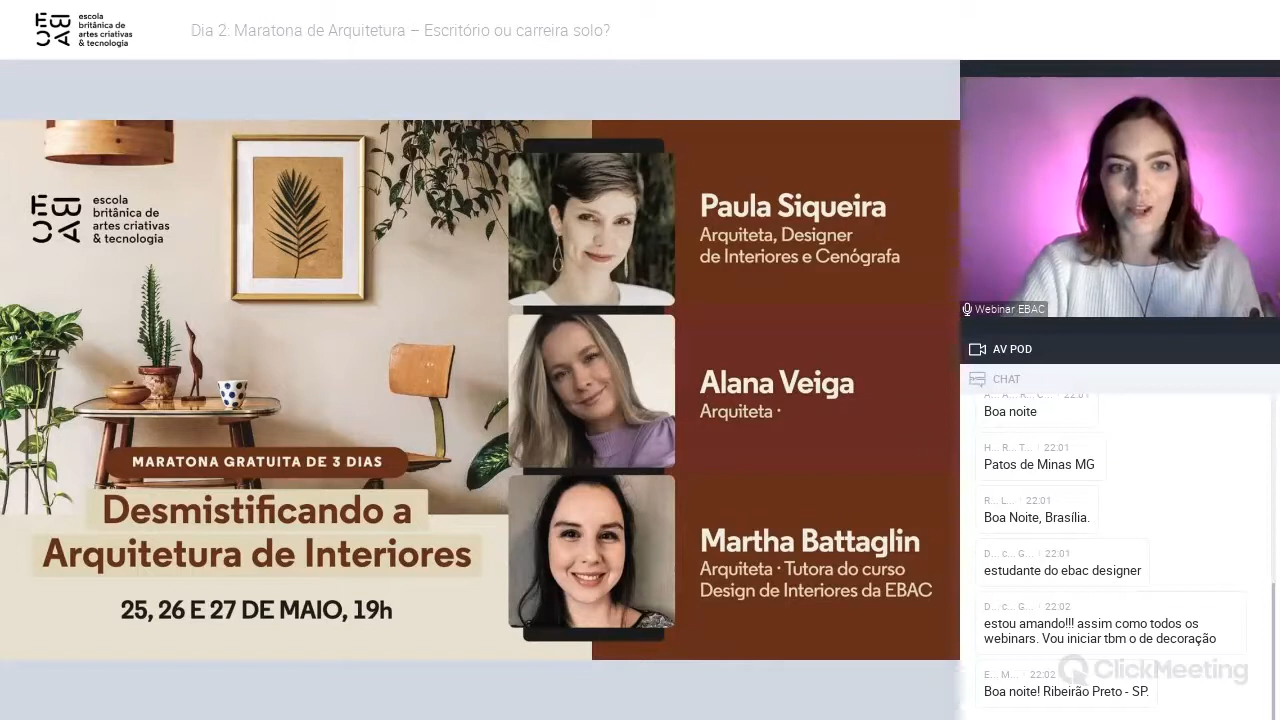 escola
britânica de
artes criativas
& tecnologia
Dia 2: Maratona de Arquitetura – Escritório ou carreira solo?
EBAC
escola
britânica de
artes criativas
& tecnologia
MARATONA GRATUITA DE 3 DIAS
Desmistificando a
Arquitetura de Interiores
25, 26 E 27 DE MAIO, 19h
Paula Siqueira
Arquiteta, Designer
de Interiores e Cenógrafa
Alana Veiga
Arquiteta ·
Martha Battaglin
Arquiteta · Tutora do curso
Design de Interiores da EBAC
Webinar EBAC
AV POD
CHAT
Boa noite
H... R... T... 22:01
Patos de Minas MG
R... L... 22:01
Boa Noite, Brasília.
D... c... G... 22:01
estudante do ebac designer
D... c... G... 22:02
estou amando!!! assim como todos os
webinars. Vou iniciar tbm o de decoração
E... M... 22:02
Boa noite! Ribeirão Preto - SP.
ClickMeeting